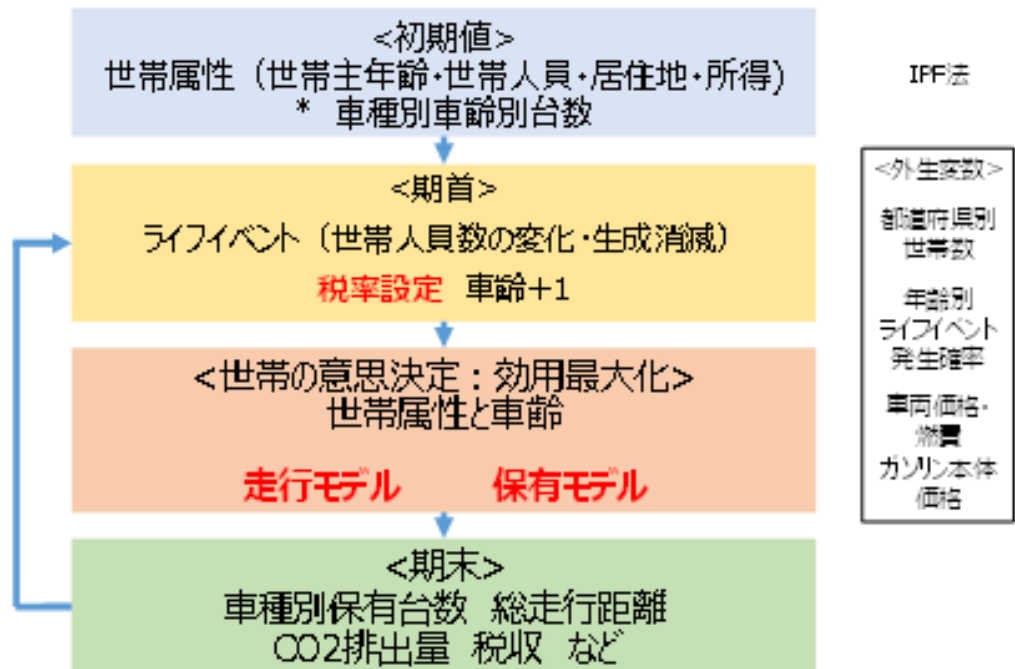 <初期値>
世帯属性（世帯主年齢・世帯人員・居住地・所得）
* 車種別車齢別台数
IPF法
<期首>
ライフイベント（世帯人員数の変化・生成消滅）
税率設定 車齢+1
<世帯の意思決定：効用最大化>
世帯属性と車齢
走行モデル 保有モデル
<期末>
車種別保有台数 総走行距離
CO2排出量 税収 など
<外生変数>
都道府県別
世帯数
年齢別
ライフイベント
発生確率
車両価格・
燃費
ガソリン本体
価格